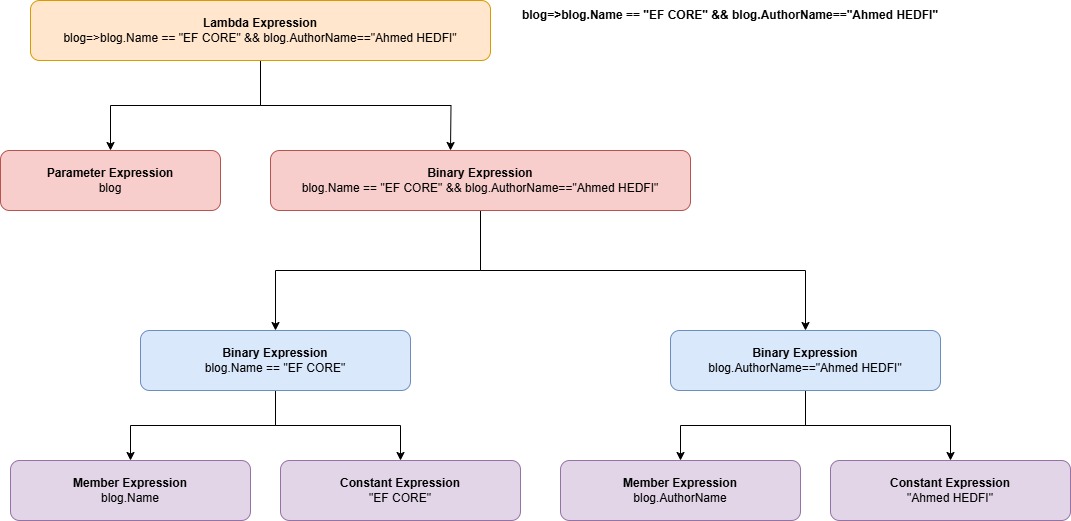 Lambda Expression
blog=>blog.Name == "EF CORE" && blog.AuthorName=="Ahmed HEDFI"
blog=>blog.Name == "EF CORE" && blog.AuthorName=="Ahmed HEDFI"
Parameter Expression
blog
Binary Expression
blog.Name == "EF CORE" && blog.AuthorName=="Ahmed HEDFI"
Binary Expression
blog.Name == "EF CORE"
Binary Expression
blog.AuthorName=="Ahmed HEDFI"
Member Expression
blog.Name
Constant Expression
"EF CORE"
Member Expression
blog.AuthorName
Constant Expression
"Ahmed HEDFI"